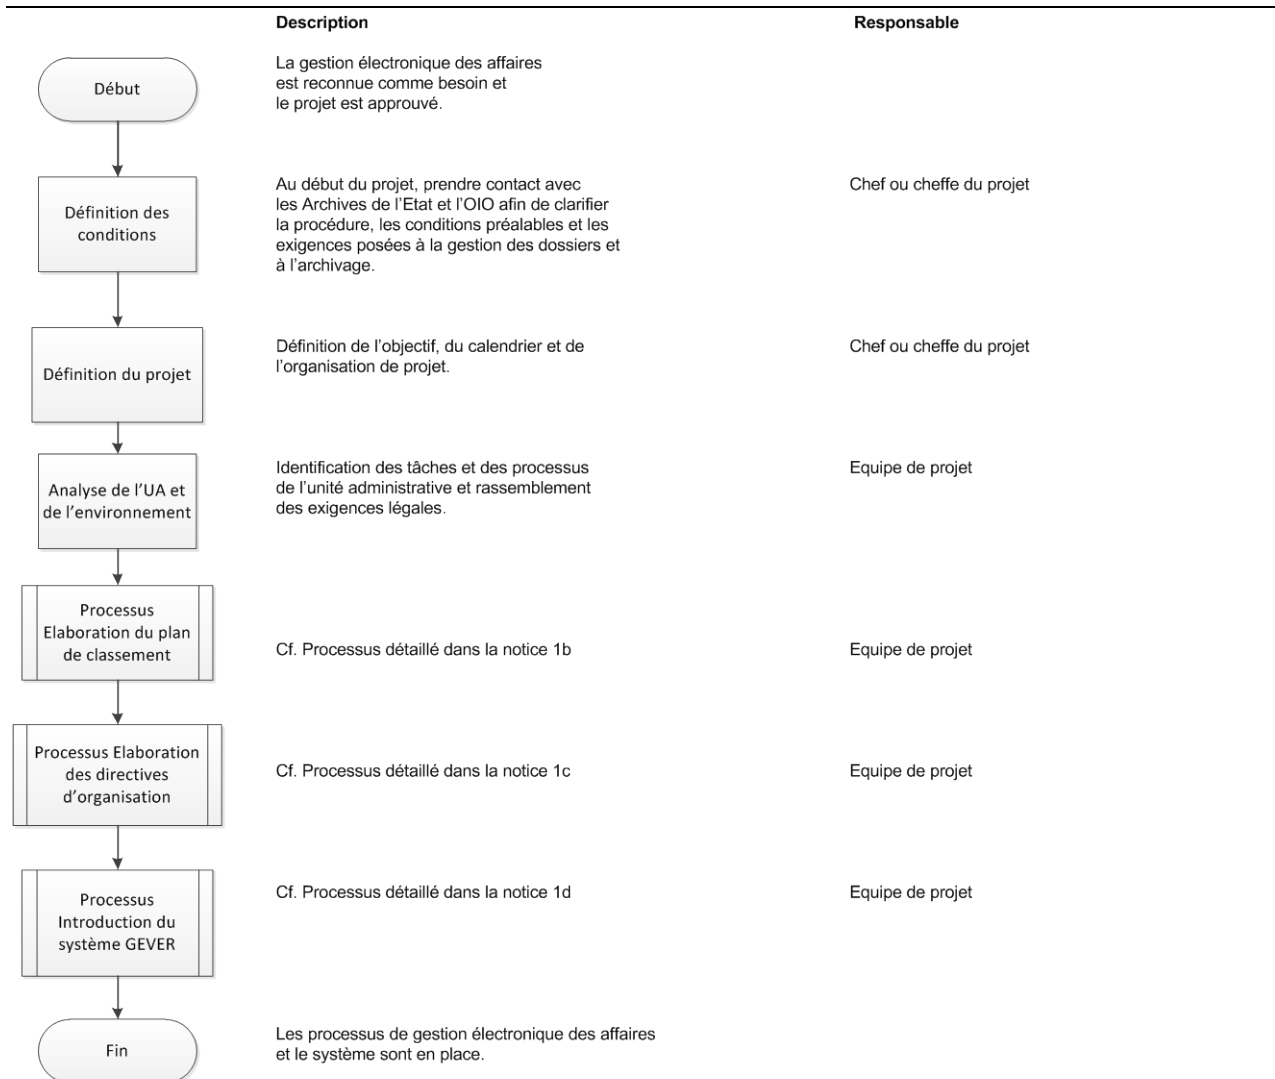 Description
Responsable
Début
La gestion électronique des affaires
est reconnue comme besoin et
le projet est approuvé.
Définition des
conditions
Au début du projet, prendre contact avec
les Archives de l’Etat et l’OIO afin de clarifier
la procédure, les conditions préalables et les
exigences posées à la gestion des dossiers et
à l’archivage.
Chef ou cheffe du projet
Définition du projet
Définition de l’objectif, du calendrier et de
l’organisation de projet.
Chef ou cheffe du projet
Analyse de l’UA et
de l’environnement
Identification des tâches et des processus
de l’unité administrative et rassemblement
des exigences légales.
Equipe de projet
Processus
Elaboration du plan
de classement
Cf. Processus détaillé dans la notice 1b
Equipe de projet
Processus Elaboration
des directives
d’organisation
Cf. Processus détaillé dans la notice 1c
Equipe de projet
Processus
Introduction du
système GEVER
Cf. Processus détaillé dans la notice 1d
Equipe de projet
Fin
Les processus de gestion électronique des affaires
et le système sont en place.